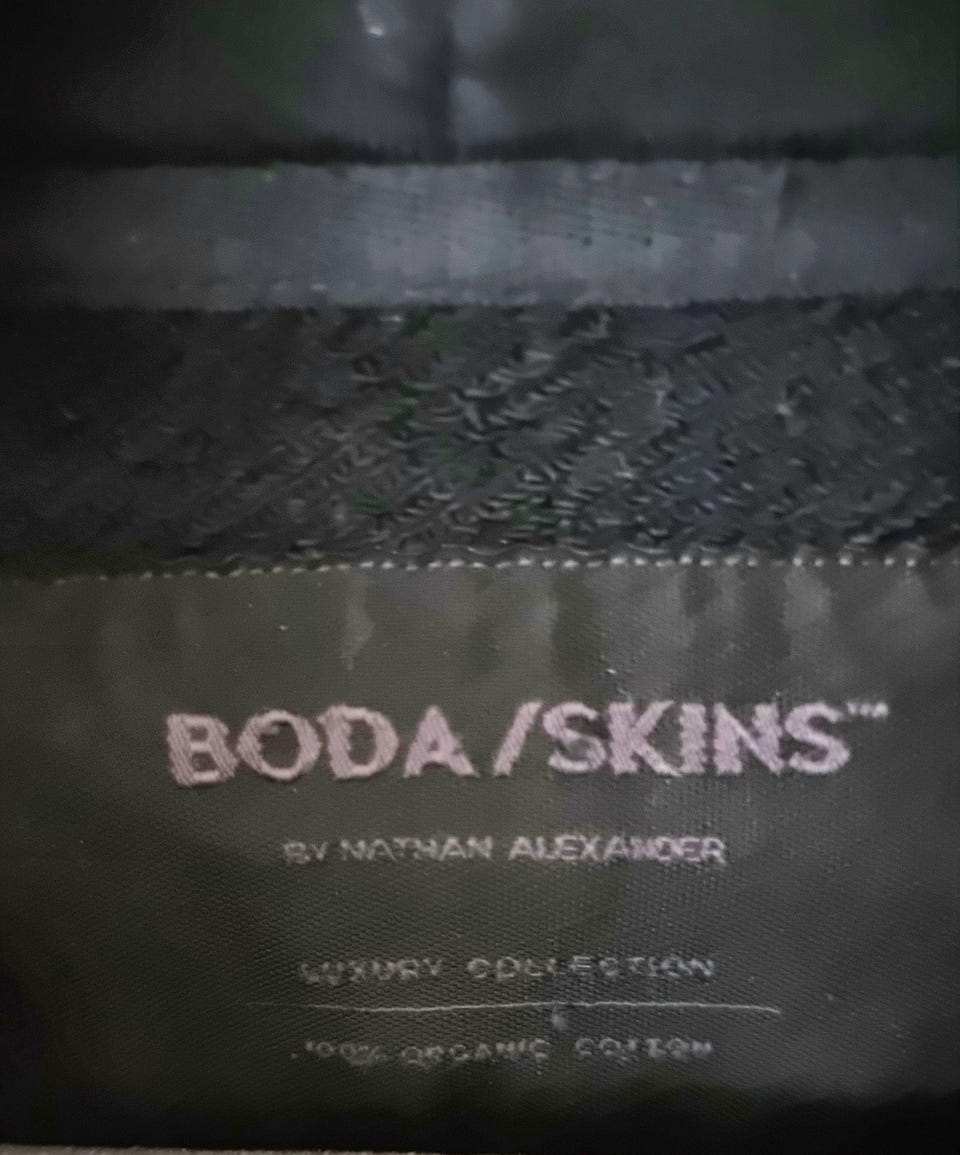 BODA/SKINS™
BY NATHAN ALEXANDER
LUXURY COLLECTION
100% ORGANIC COTTON